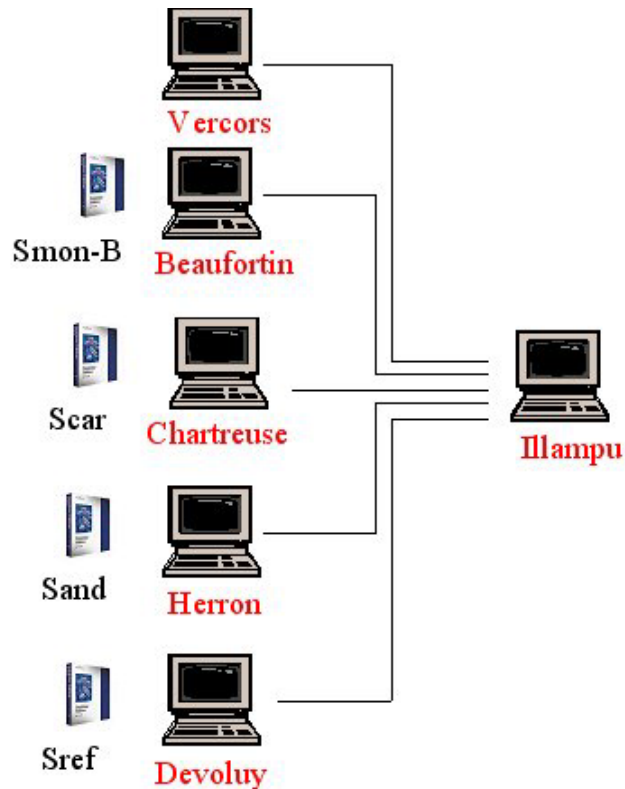 Vercors
Smon-B
Beaufortin
Scar
Chartreuse
Illampu
Sand
Herron
Sref
Devoluy